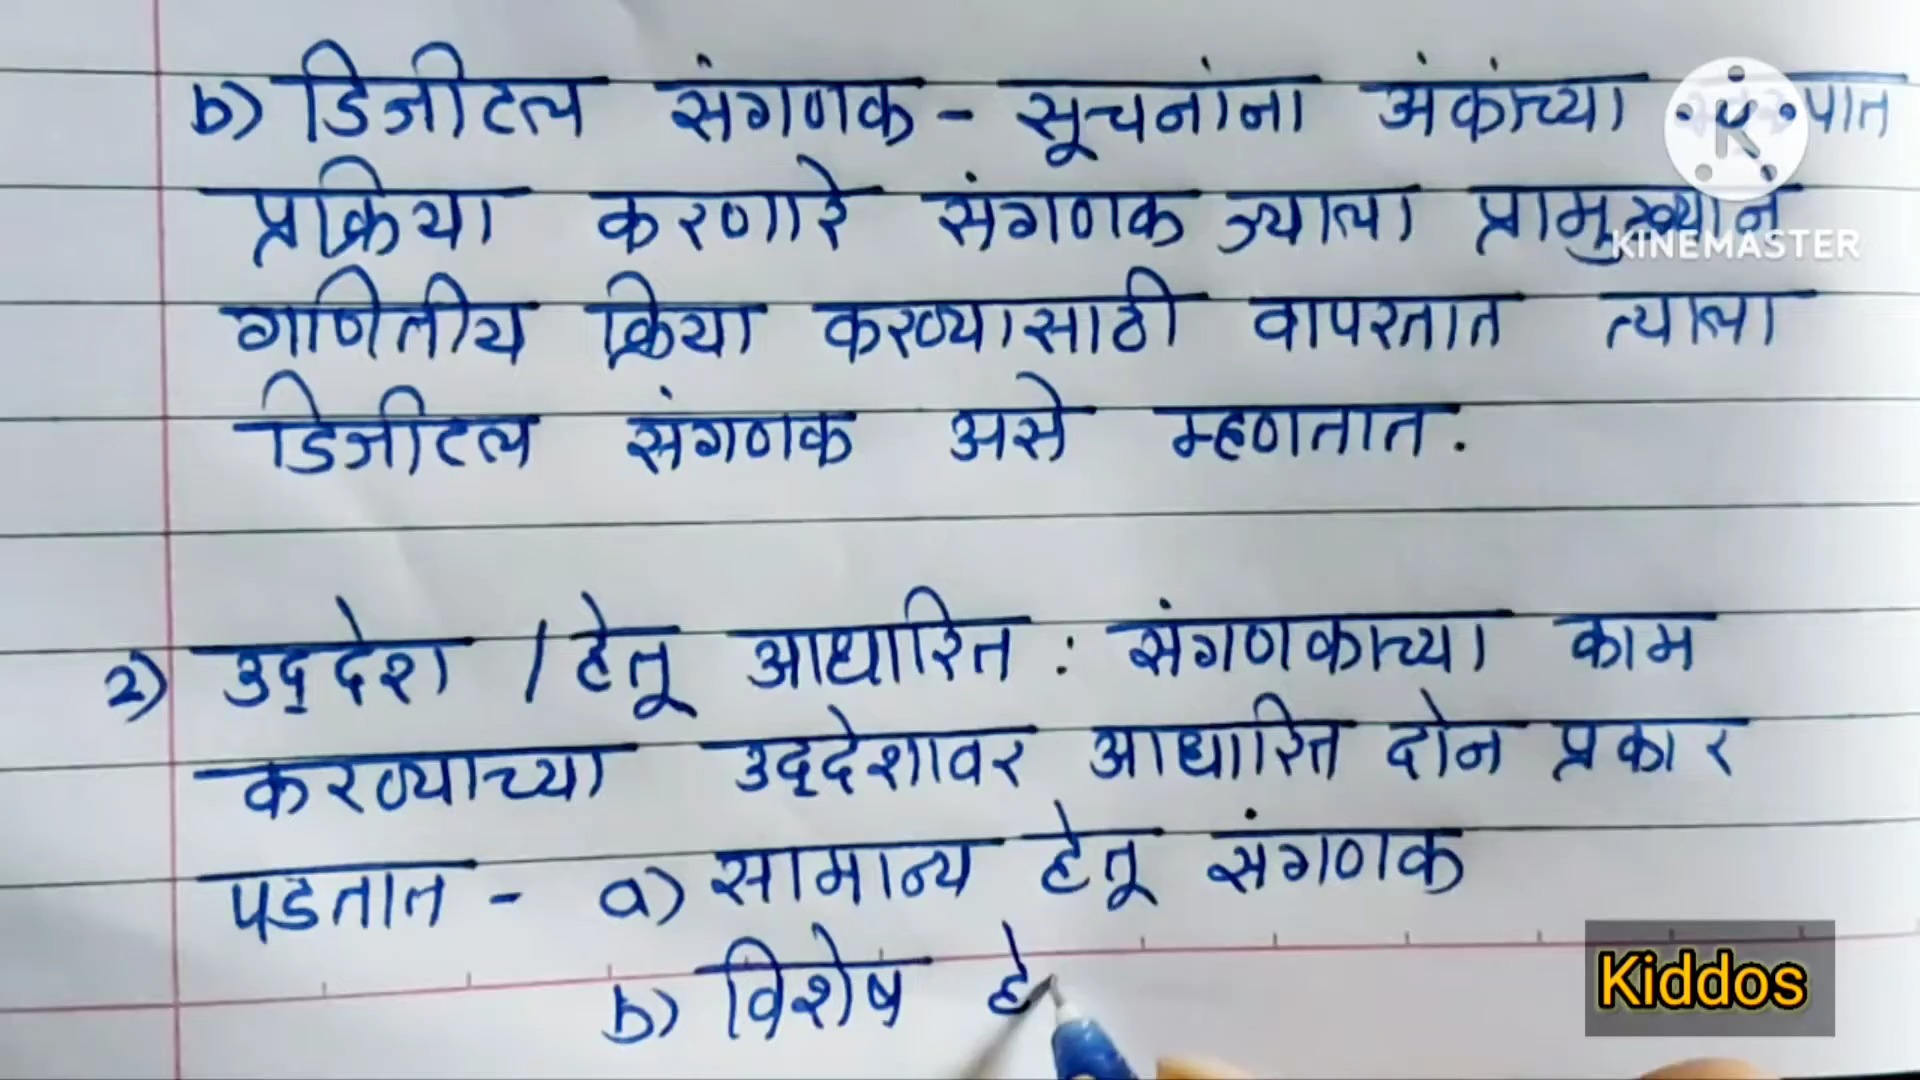 b) डिजीटल संगणक - सूचनांना अंकांच्या
प्रक्रिया करणारे संगणक ज्याला प्रामुख्याने
KINEMASTER
गणितीय क्रिया करण्यासाठी वापरतात त्याला
डिजीटल संगणक असे म्हणतात.
२) उद्देश / हेतू आधारित : संगणकाच्या काम
करण्याच्या उद्देशावर आधारित दोन प्रकार
पडतात - a) सामान्य हेतू संगणक
b) विशेष हे
Kiddos